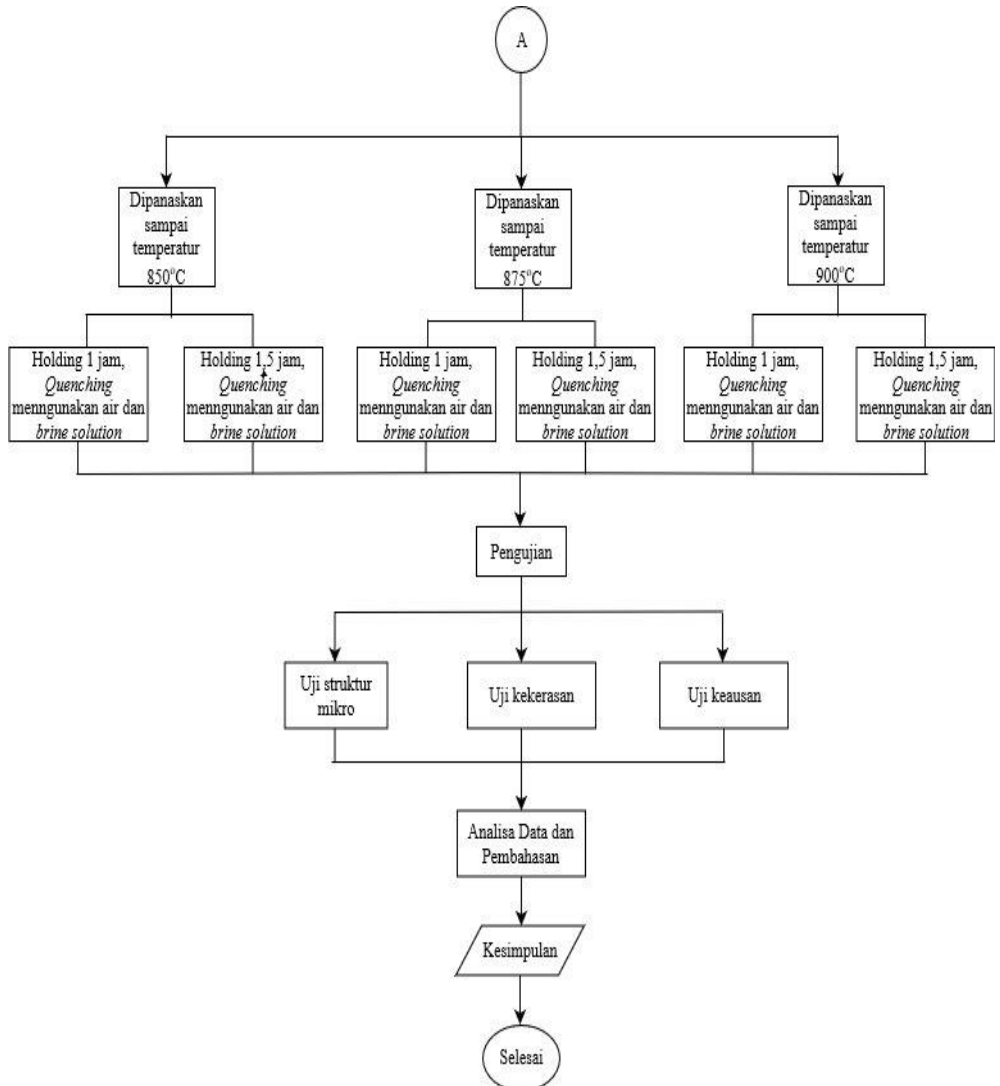 A
Dipanaskan
sampai
temperatur
850°C
Dipanaskan
sampai
temperatur
875°C
Dipanaskan
sampai
temperatur
900°C
Holding 1 jam,
Quenching
menngunakan air dan
brine solution
Holding 1,5 jam,
Quenching
menngunakan air dan
brine solution
Holding 1 jam,
Quenching
menngunakan air dan
brine solution
Holding 1,5 jam,
Quenching
menngunakan air dan
brine solution
Holding 1 jam,
Quenching
menngunakan air dan
brine solution
Holding 1,5 jam,
Quenching
menngunakan air dan
brine solution
Pengujian
Uji struktur
mikro
Uji kekerasan
Uji keausan
Analisa Data dan
Pembahasan
Kesimpulan
Selesai